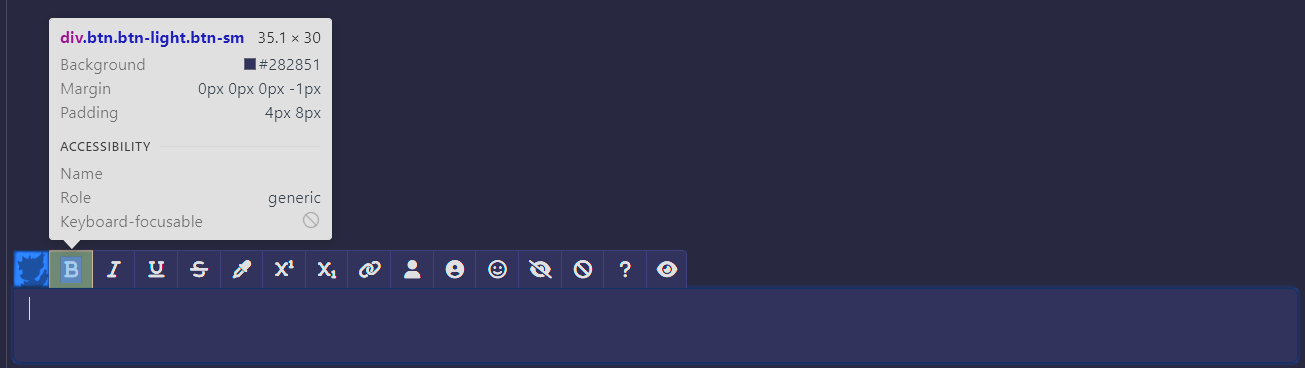 div.btn.btn-light.btn-sm 35.1 × 30
Background #282851
Margin 0px 0px 0px -1px
Padding 4px 8px
ACCESSIBILITY
Name
Role generic
Keyboard-focusable
B I U S X¹ X₁ ?